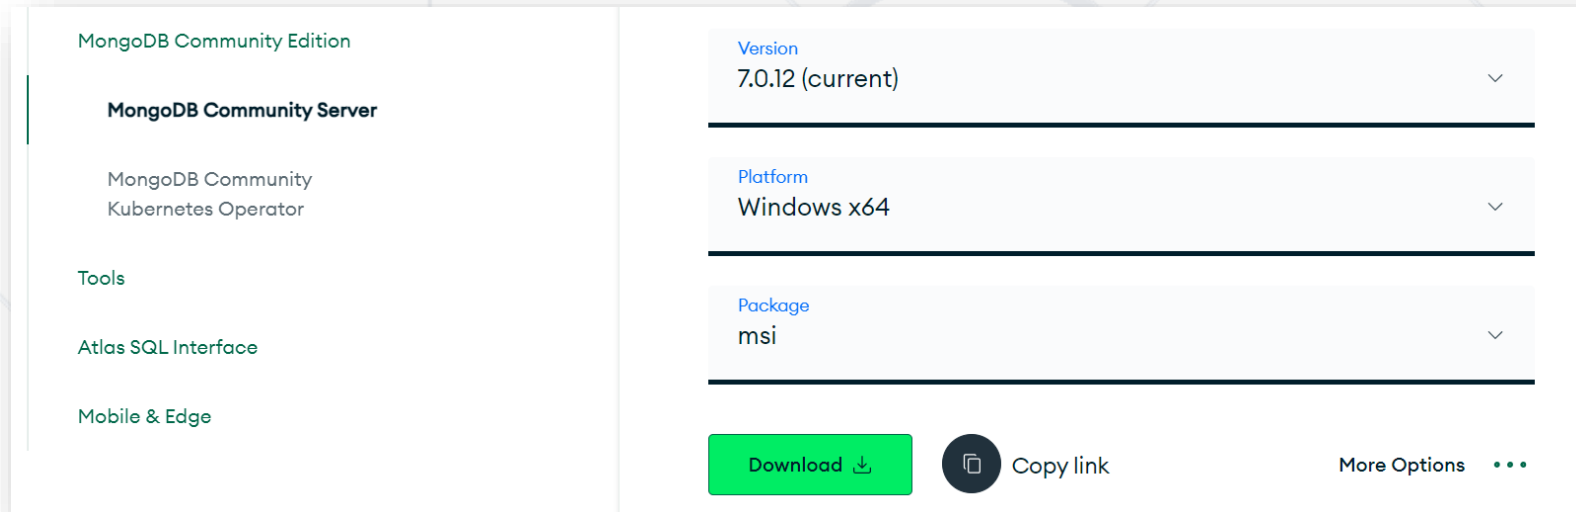 MongoDB Community Edition
MongoDB Community Server
MongoDB Community
Kubernetes Operator
Tools
Atlas SQL Interface
Mobile & Edge
Version
7.0.12 (current)
Platform
Windows x64
Package
msi
Download
Copy link
More Options